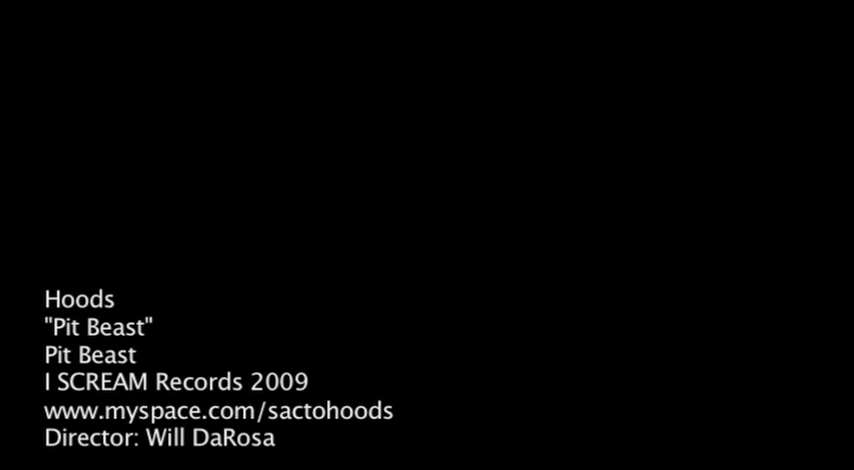 Hoods
"Pit Beast"
Pit Beast
I SCREAM Records 2009
www.myspace.com/sactohoods
Director: Will DaRosa